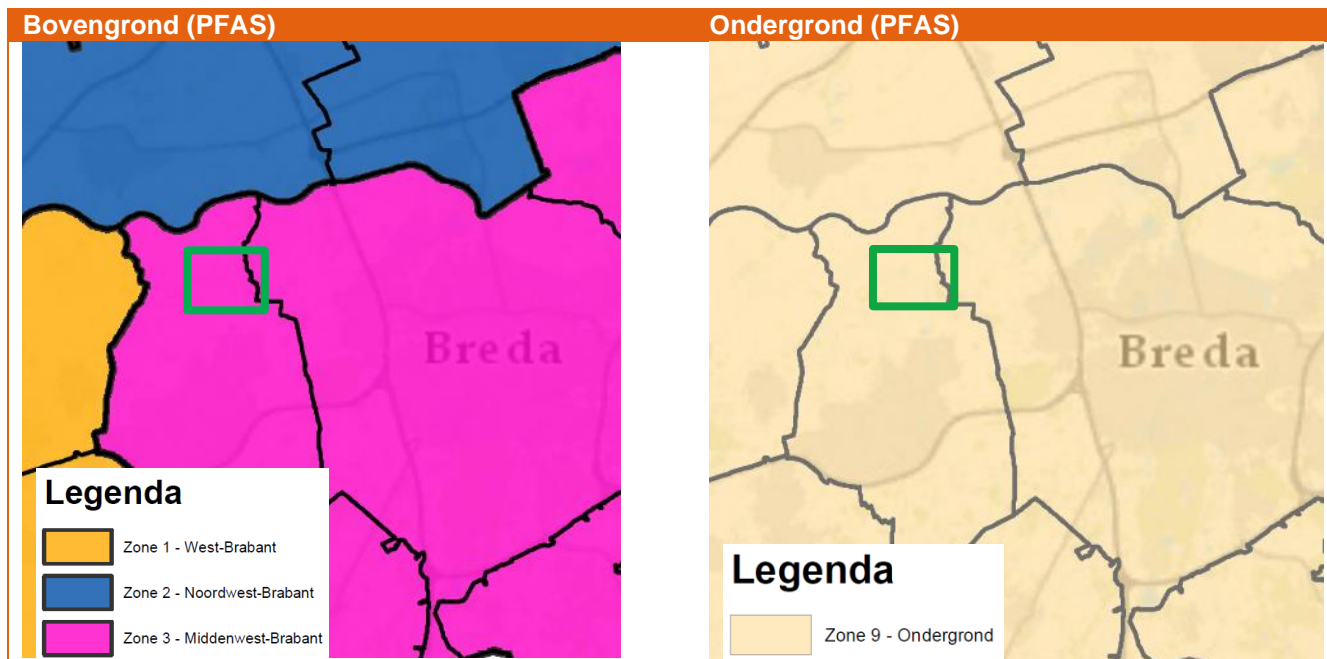 Bovengrond (PFAS)
Ondergrond (PFAS)
Breda
Legenda
Zone 1 - West-Brabant
Zone 2 - Noordwest-Brabant
Zone 3 - Middenwest-Brabant
Breda
Legenda
Zone 9 - Ondergrond